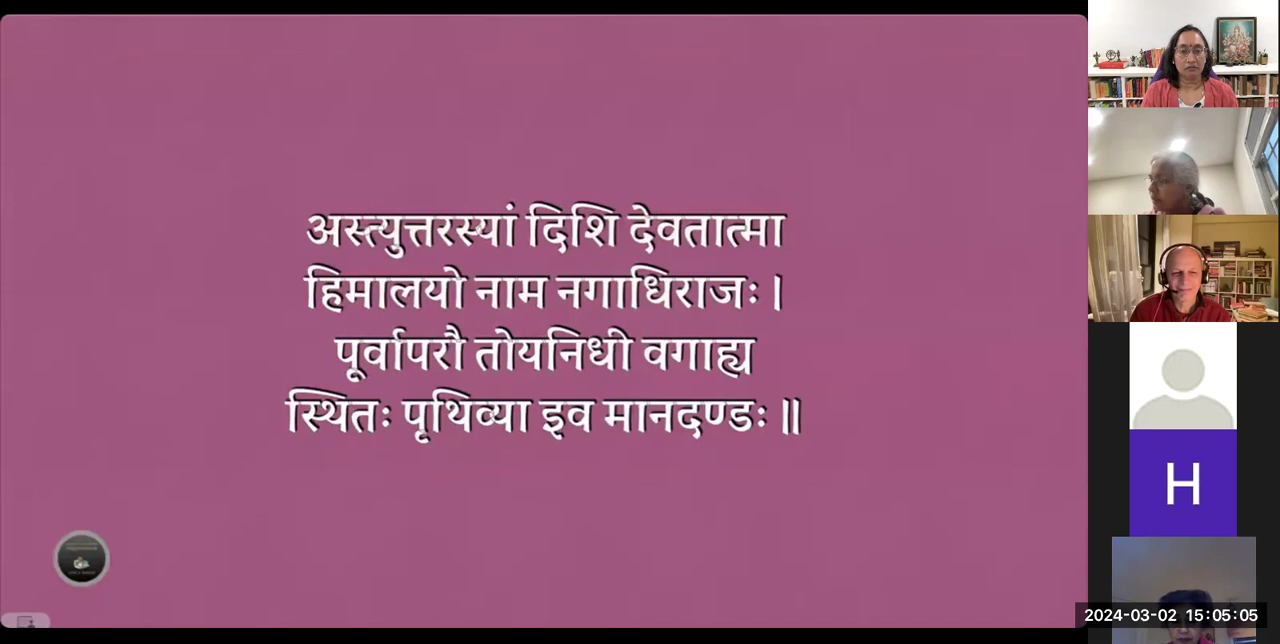 अस्त्युत्तरस्यां दिशि देवतात्मा
हिमालयो नाम नगाधिराजः ।
पूर्वापरौ तोयनिधी वगाह्य
स्थितः पृथिव्या इव मानदण्डः ॥
H
2024-03-02 15:05:05